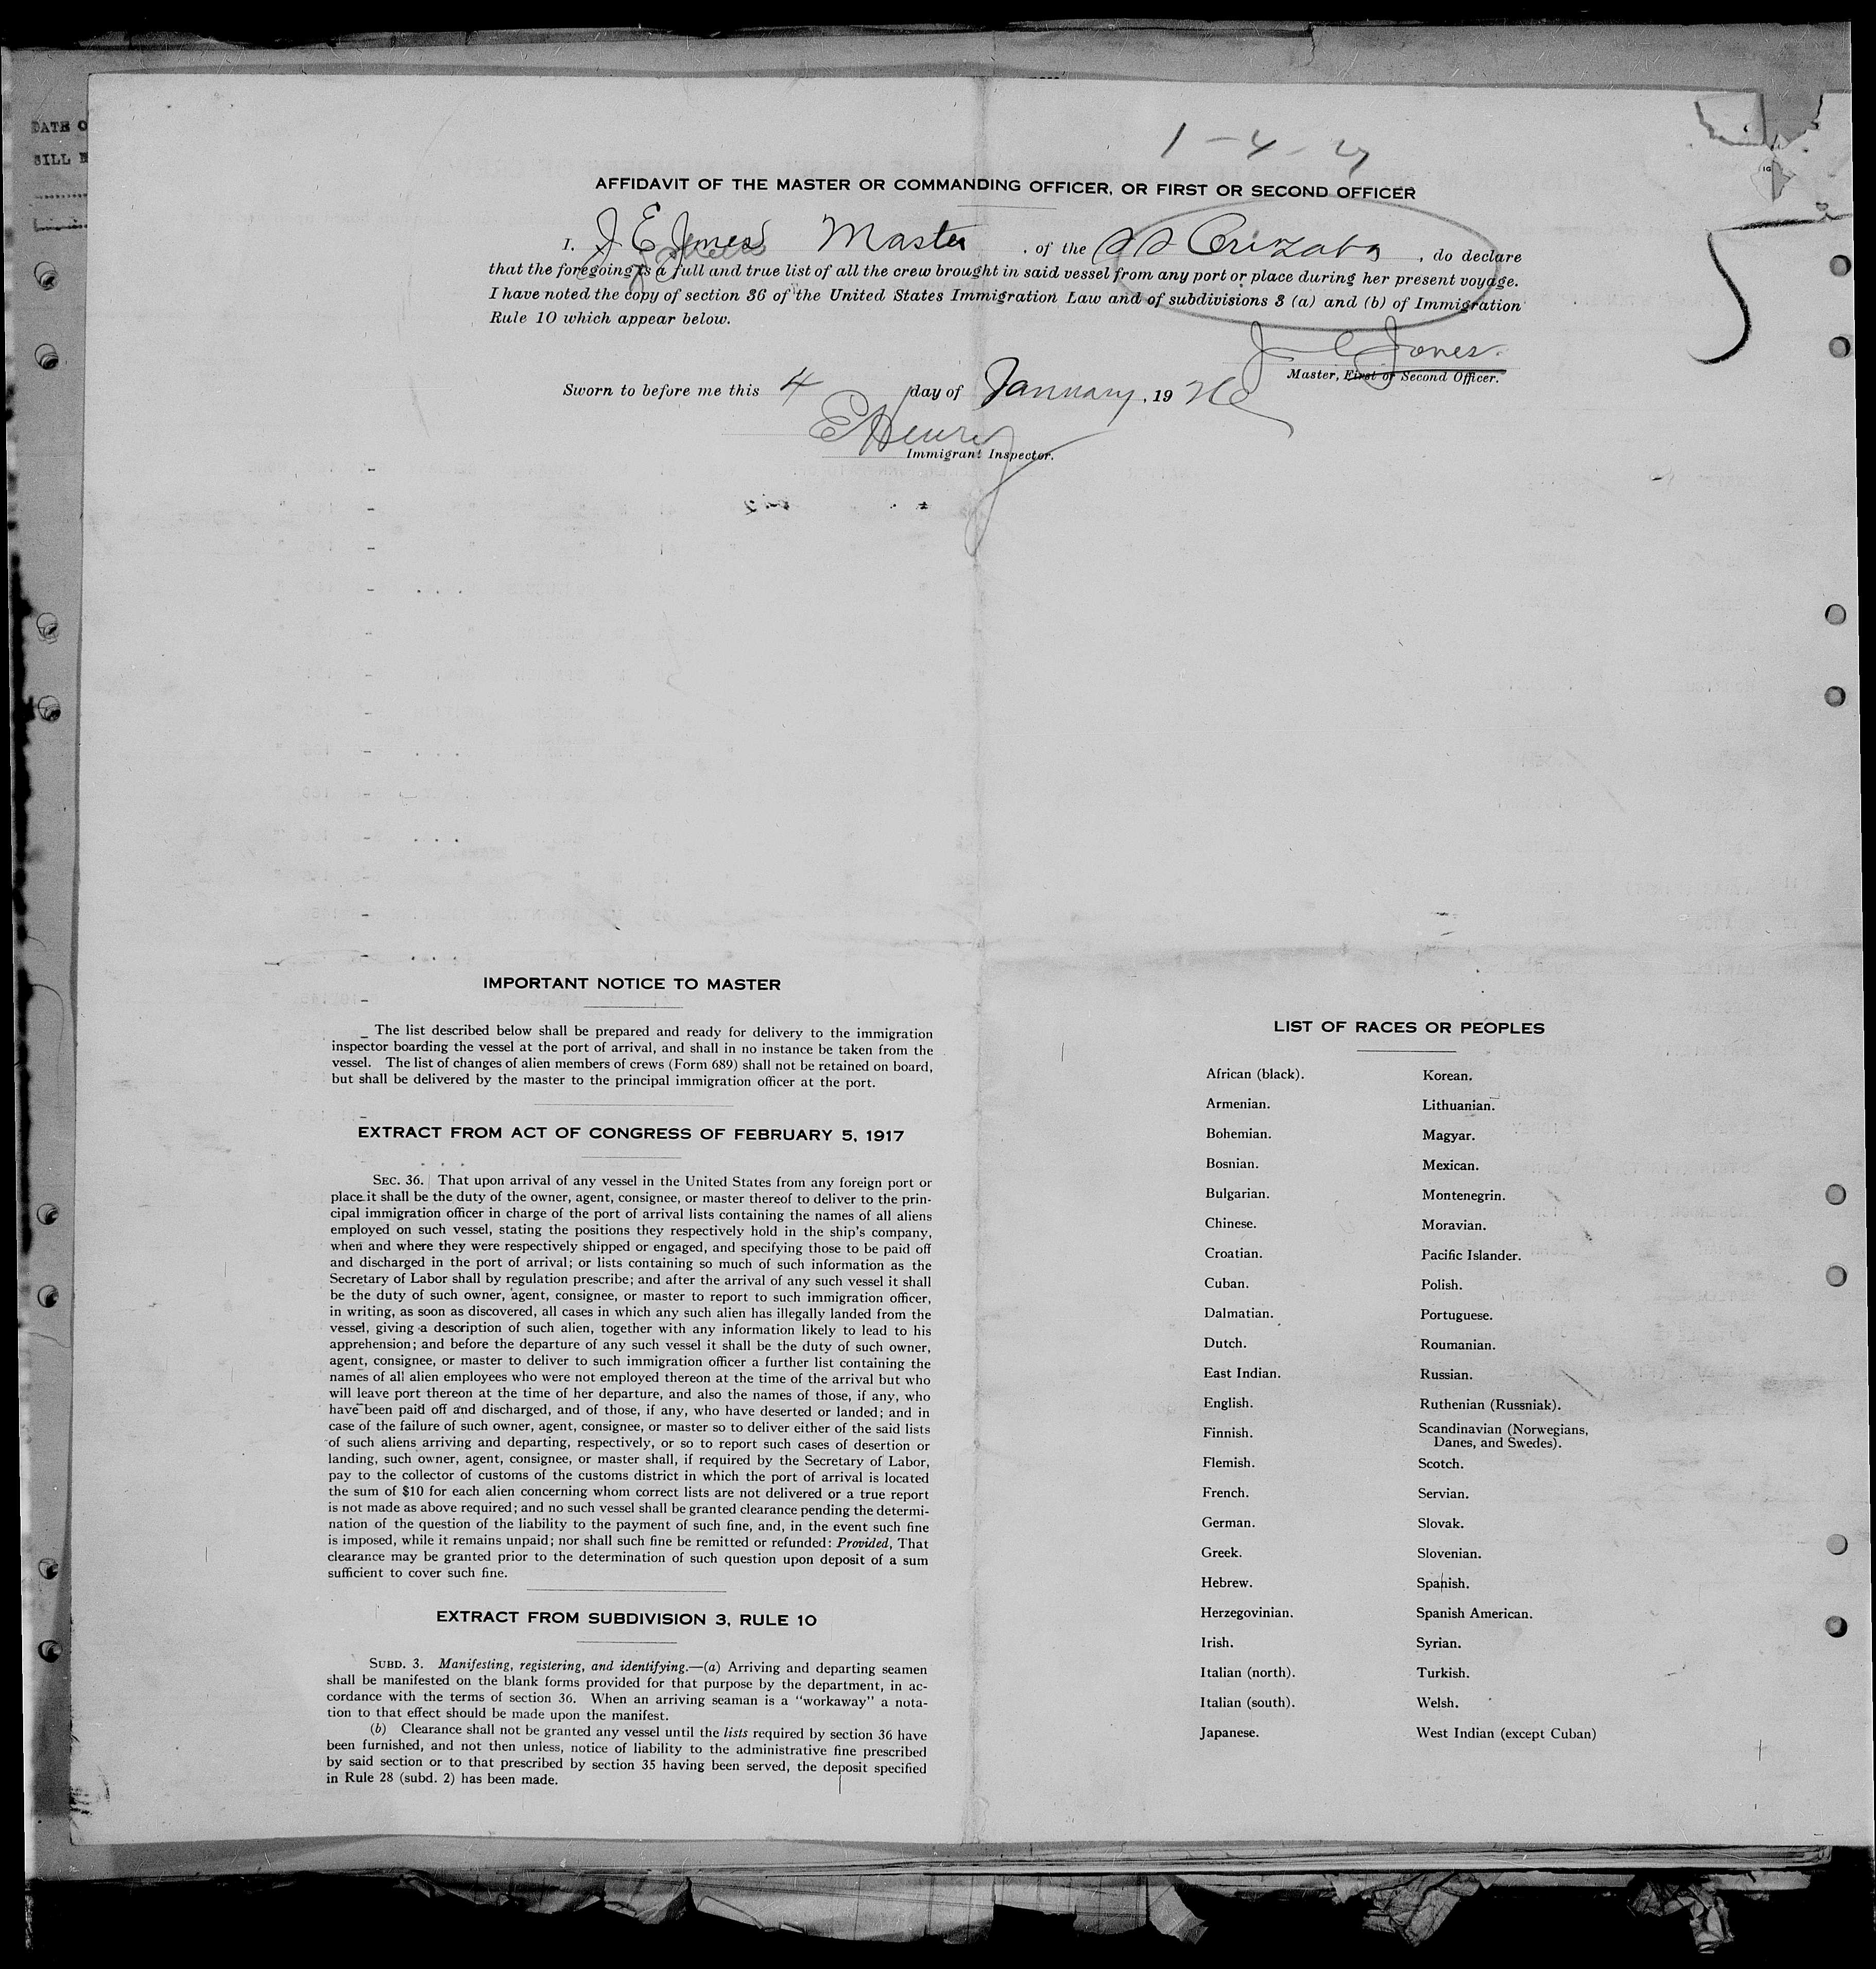 DATE O
BILL
1-4-27
AFFIDAVIT OF THE MASTER OR COMMANDING OFFICER, OR FIRST OR SECOND OFFICER
I, J E Jones Master, of the SS Orizaba, do declare
that the foregoing is a full and true list of all the crew brought in said vessel from any port or place during her present voyage.
I have noted the copy of section 36 of the United States Immigration Law and of subdivisions 3 (a) and (b) of Immigration
Rule 10 which appear below.
J E Jones
Master, First or Second Officer.
Sworn to before me this 4 day of January, 19
E Henry
Immigrant Inspector.
5
IMPORTANT NOTICE TO MASTER
The list described below shall be prepared and ready for delivery to the immigration
inspector boarding the vessel at the port of arrival, and shall in no instance be taken from the
vessel. The list of changes of alien members of crews (Form 689) shall not be retained on board,
but shall be delivered by the master to the principal immigration officer at the port.
EXTRACT FROM ACT OF CONGRESS OF FEBRUARY 5, 1917
SEC. 36. That upon arrival of any vessel in the United States from any foreign port or
place it shall be the duty of the owner, agent, consignee, or master thereof to deliver to the prin-
cipal immigration officer in charge of the port of arrival lists containing the names of all aliens
employed on such vessel, stating the positions they respectively hold in the ship's company,
when and where they were respectively shipped or engaged, and specifying those to be paid off
and discharged in the port of arrival; or lists containing so much of such information as the
Secretary of Labor shall by regulation prescribe; and after the arrival of any such vessel it shall
be the duty of such owner, agent, consignee, or master to report to such immigration officer,
in writing, as soon as discovered, all cases in which any such alien has illegally landed from the
vessel, giving a description of such alien, together with any information likely to lead to his
apprehension; and before the departure of any such vessel it shall be the duty of such owner,
agent, consignee, or master to deliver to such immigration officer a further list containing the
names of all alien employees who were not employed thereon at the time of the arrival but who
will leave port thereon at the time of her departure, and also the names of those, if any, who
have been paid off and discharged, and of those, if any, who have deserted or landed; and in
case of the failure of such owner, agent, consignee, or master so to deliver either of the said lists
of such aliens arriving and departing, respectively, or so to report such cases of desertion or
landing, such owner, agent, consignee, or master shall, if required by the Secretary of Labor,
pay to the collector of customs of the customs district in which the port of arrival is located
the sum of $10 for each alien concerning whom correct lists are not delivered or a true report
is not made as above required; and no such vessel shall be granted clearance pending the determi-
nation of the question of the liability to the payment of such fine, and, in the event such fine
is imposed, while it remains unpaid; nor shall such fine be remitted or refunded: Provided, That
clearance may be granted prior to the determination of such question upon deposit of a sum
sufficient to cover such fine.
EXTRACT FROM SUBDIVISION 3, RULE 10
SUBD. 3. Manifesting, registering, and identifying.—(a) Arriving and departing seamen
shall be manifested on the blank forms provided for that purpose by the department, in ac-
cordance with the terms of section 36. When an arriving seaman is a "workaway" a nota-
tion to that effect should be made upon the manifest.
(b) Clearance shall not be granted any vessel until the lists required by section 36 have
been furnished, and not then unless, notice of liability to the administrative fine prescribed
by said section or to that prescribed by section 35 having been served, the deposit specified
in Rule 28 (subd. 2) has been made.
LIST OF RACES OR PEOPLES
African (black).
Armenian.
Bohemian.
Bosnian.
Bulgarian.
Chinese.
Croatian.
Cuban.
Dalmatian.
Dutch.
East Indian.
English.
Finnish.
Flemish.
French.
German.
Greek.
Hebrew.
Herzegovinian.
Irish.
Italian (north).
Italian (south).
Japanese.
Korean.
Lithuanian.
Magyar.
Mexican.
Montenegrin.
Moravian.
Pacific Islander.
Polish.
Portuguese.
Roumanian.
Russian.
Ruthenian (Russniak).
Scandinavian (Norwegians,
Danes, and Swedes).
Scotch.
Servian.
Slovak.
Slovenian.
Spanish.
Spanish American.
Syrian.
Turkish.
Welsh.
West Indian (except Cuban)